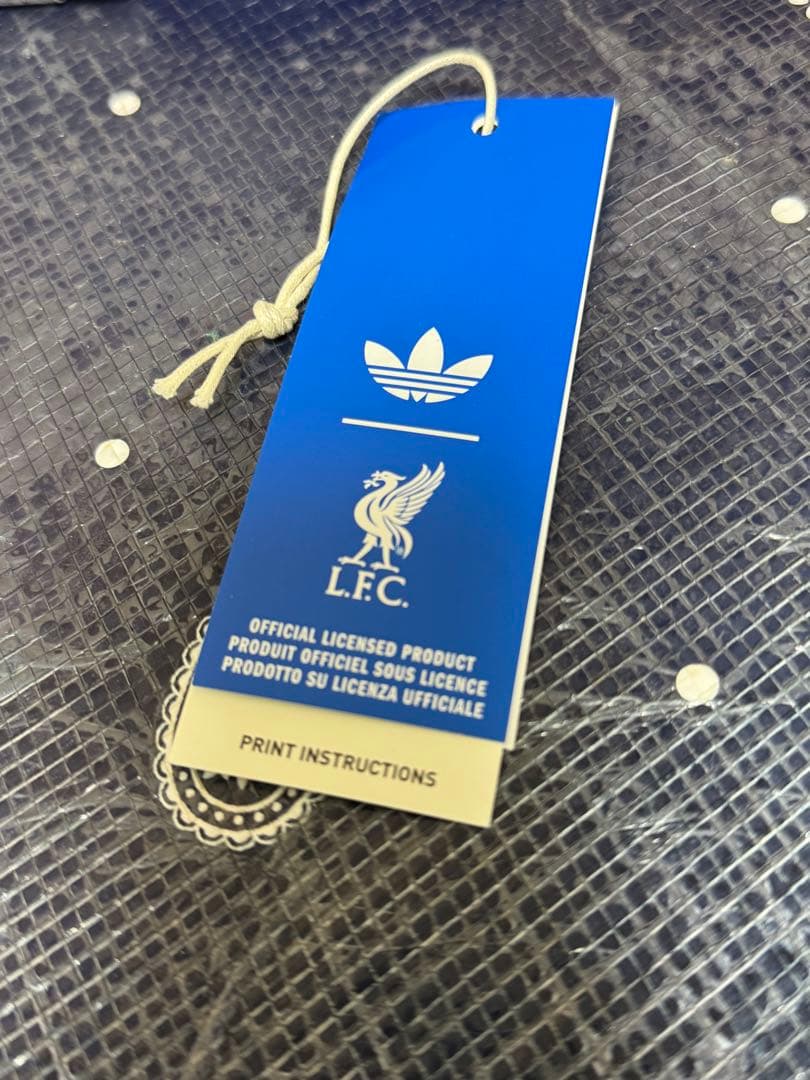 L.F.C.
OFFICIAL LICENSED PRODUCT
PRODUIT OFFICIEL SOUS LICENCE
PRODOTTO SU LICENZA UFFICIALE
PRINT INSTRUCTIONS